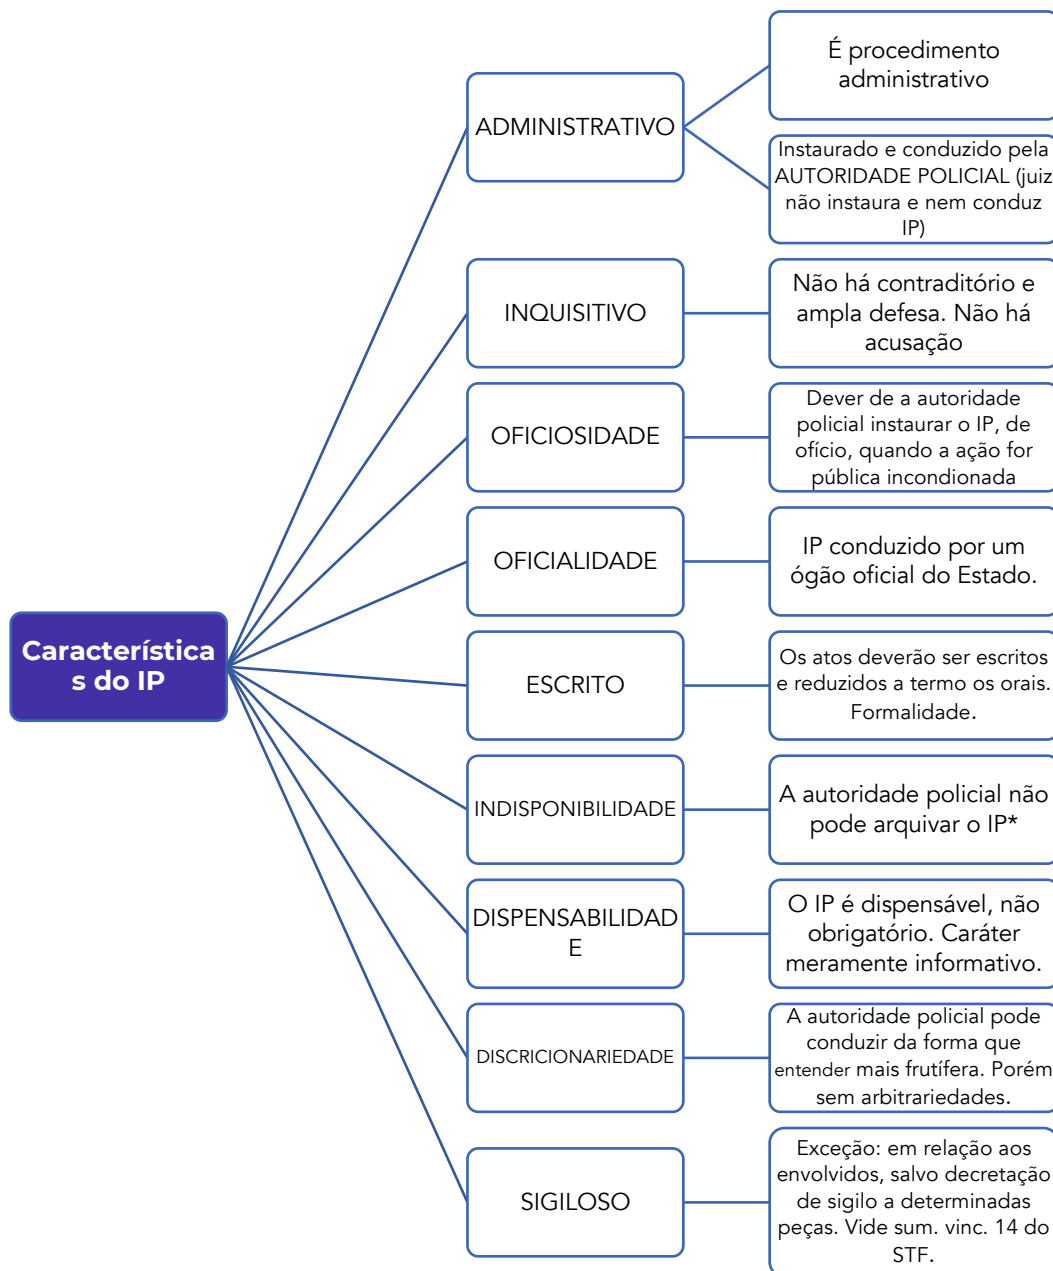 Característica
s do IP
ADMINISTRATIVO
É procedimento
administrativo
Instaurado e conduzido pela
AUTORIDADE POLICIAL (juiz
não instaura e nem conduz
IP)
INQUISITIVO
Não há contraditório e
ampla defesa. Não há
acusação
OFICIOSIDADE
Dever de a autoridade
policial instaurar o IP, de
ofício, quando a ação for
pública incondionada
OFICIALIDADE
IP conduzido por um
ógão oficial do Estado.
ESCRITO
Os atos deverão ser escritos
e reduzidos a termo os orais.
Formalidade.
INDISPONIBILIDADE
A autoridade policial não
pode arquivar o IP*
DISPENSABILIDAD
E
O IP é dispensável, não
obrigatório. Caráter
meramente informativo.
DISCRICIONARIEDADE
A autoridade policial pode
conduzir da forma que
entender mais frutífera. Porém
sem arbitrariedades.
SIGILOSO
Exceção: em relação aos
envolvidos, salvo decretação
de sigilo a determinadas
peças. Vide sum. vinc. 14 do
STF.